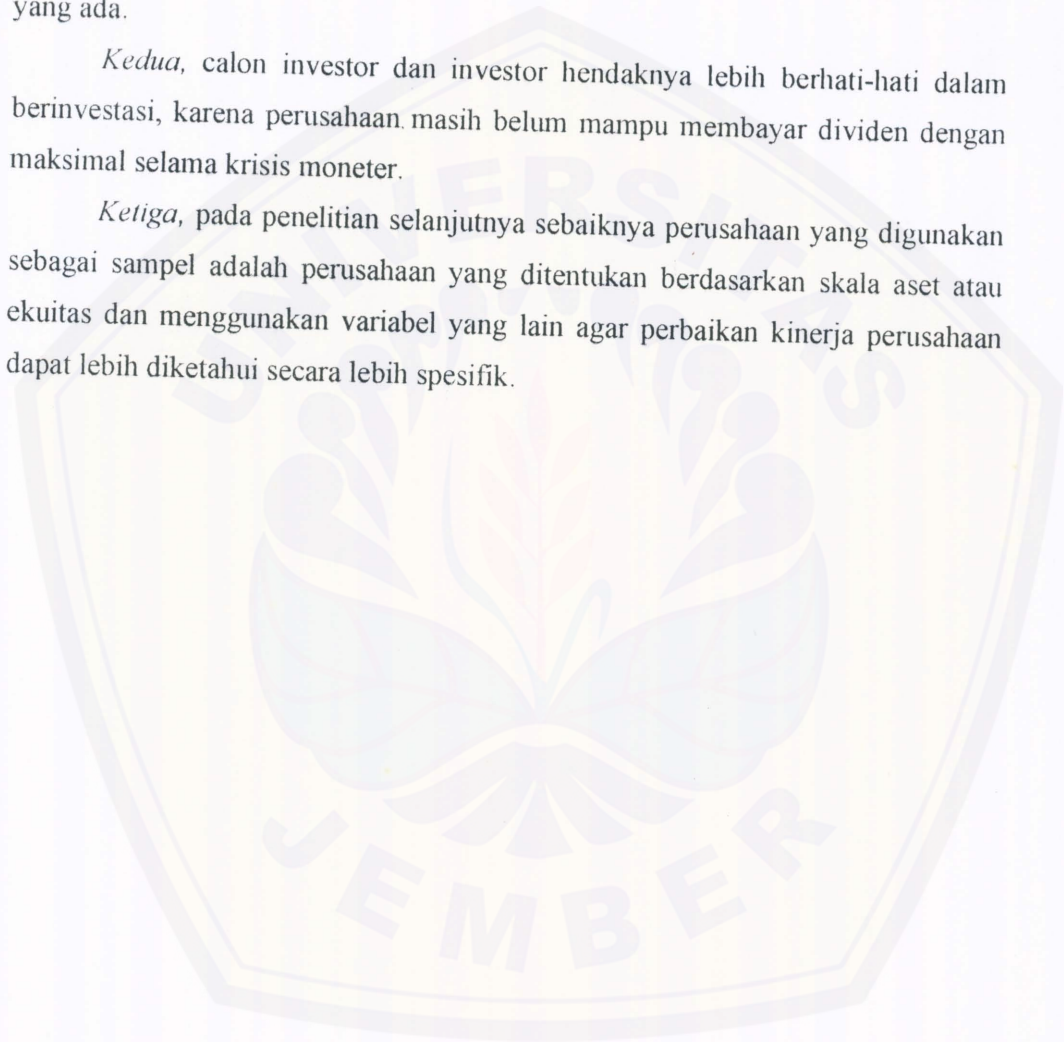 yang ada.
Kedua, calon investor dan investor hendaknya lebih berhati-hati dalam
berinvestasi, karena perusahaan masih belum mampu membayar dividen dengan
maksimal selama krisis moneter.
Ketiga, pada penelitian selanjutnya sebaiknya perusahaan yang digunakan
sebagai sampel adalah perusahaan yang ditentukan berdasarkan skala aset atau
ekuitas dan menggunakan variabel yang lain agar perbaikan kinerja perusahaan
dapat lebih diketahui secara lebih spesifik.
UNIVERSITAS
JEMBER